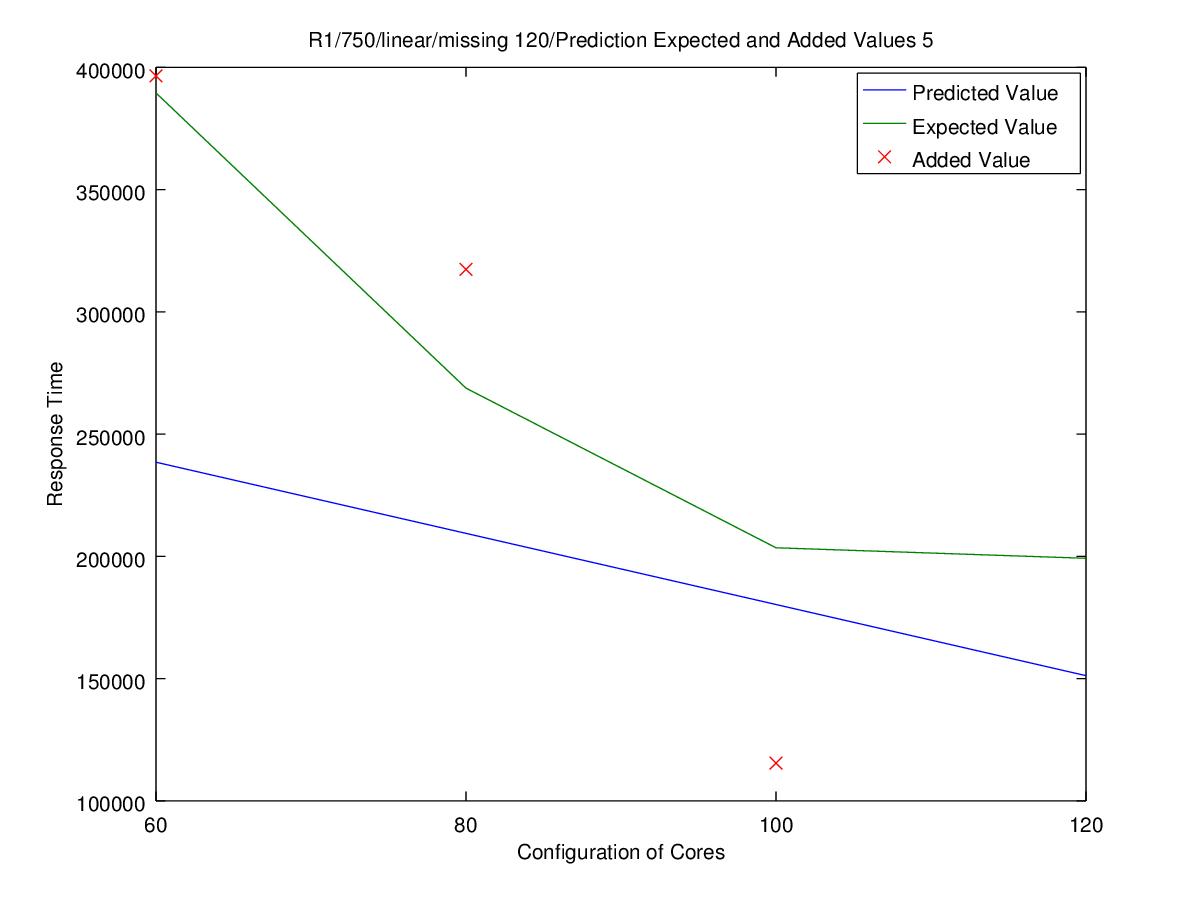 R1/750/linear/missing 120/Prediction Expected and Added Values 5
400000
350000
300000
250000
200000
150000
100000
Response Time
Predicted Value
Expected Value
Added Value
60
80
100
120
Configuration of Cores